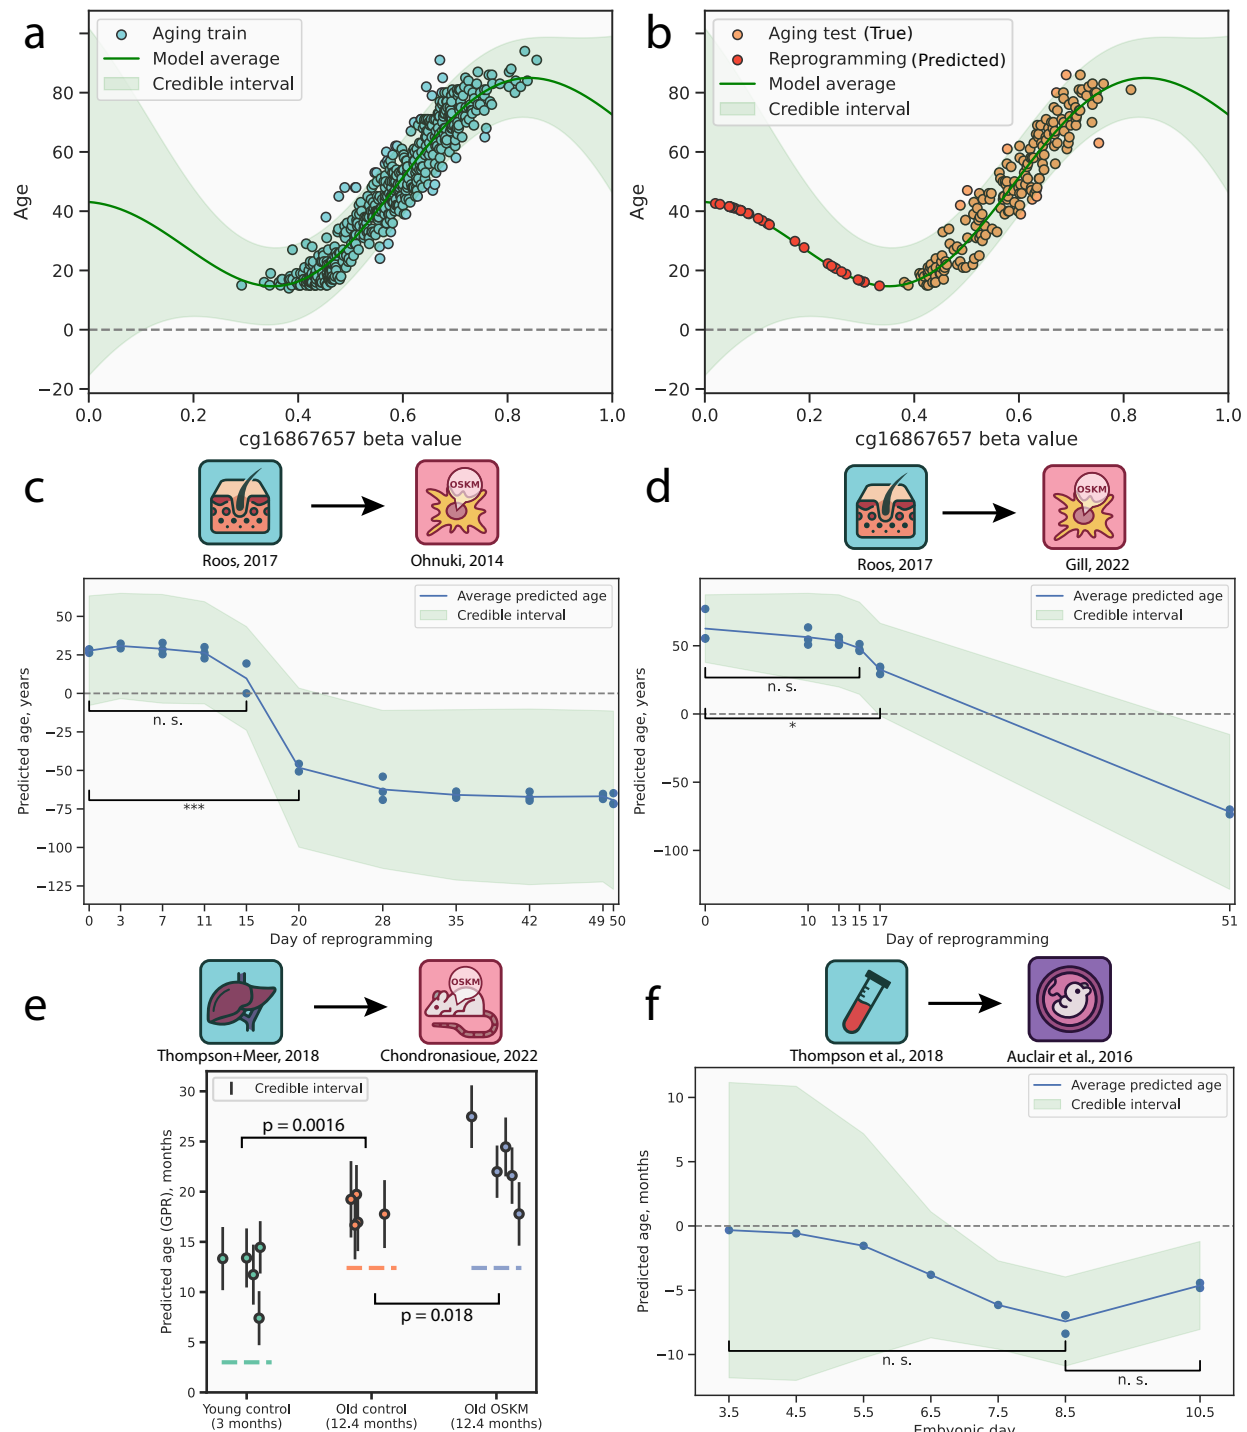 a
Aging train
Model average
Credible interval
Age
80
60
40
20
0
−20
0.0 0.2 0.4 0.6 0.8 1.0
cg16867657 beta value
b
Aging test (True)
Reprogramming (Predicted)
Model average
Credible interval
Age
80
60
40
20
0
−20
0.0 0.2 0.4 0.6 0.8 1.0
cg16867657 beta value
c
OSKM
Roos, 2017
Ohnuki, 2014
Average predicted age
Credible interval
Predicted age, years
50
25
0
−25
−50
−75
−100
−125
n. s.
***
0 3 7 11 15 20 28 35 42 49 50
Day of reprogramming
d
OSKM
Roos, 2017
Gill, 2022
Average predicted age
Credible interval
Predicted age, years
50
0
−50
−100
n. s.
*
0 10 13 15 17 51
Day of reprogramming
e
OSKM
Thompson+Meer, 2018
Chondronasioue, 2022
Credible interval
Predicted age (GPR), months
30
25
20
15
10
5
0
p = 0.0016
p = 0.018
Young control
(3 months)
Old control
(12.4 months)
Old OSKM
(12.4 months)
f
Thompson et al., 2018
Auclair et al., 2016
Average predicted age
Credible interval
Predicted age, months
10
5
0
−5
−10
n. s.
n. s.
3.5 4.5 5.5 6.5 7.5 8.5 10.5
Embyonic day